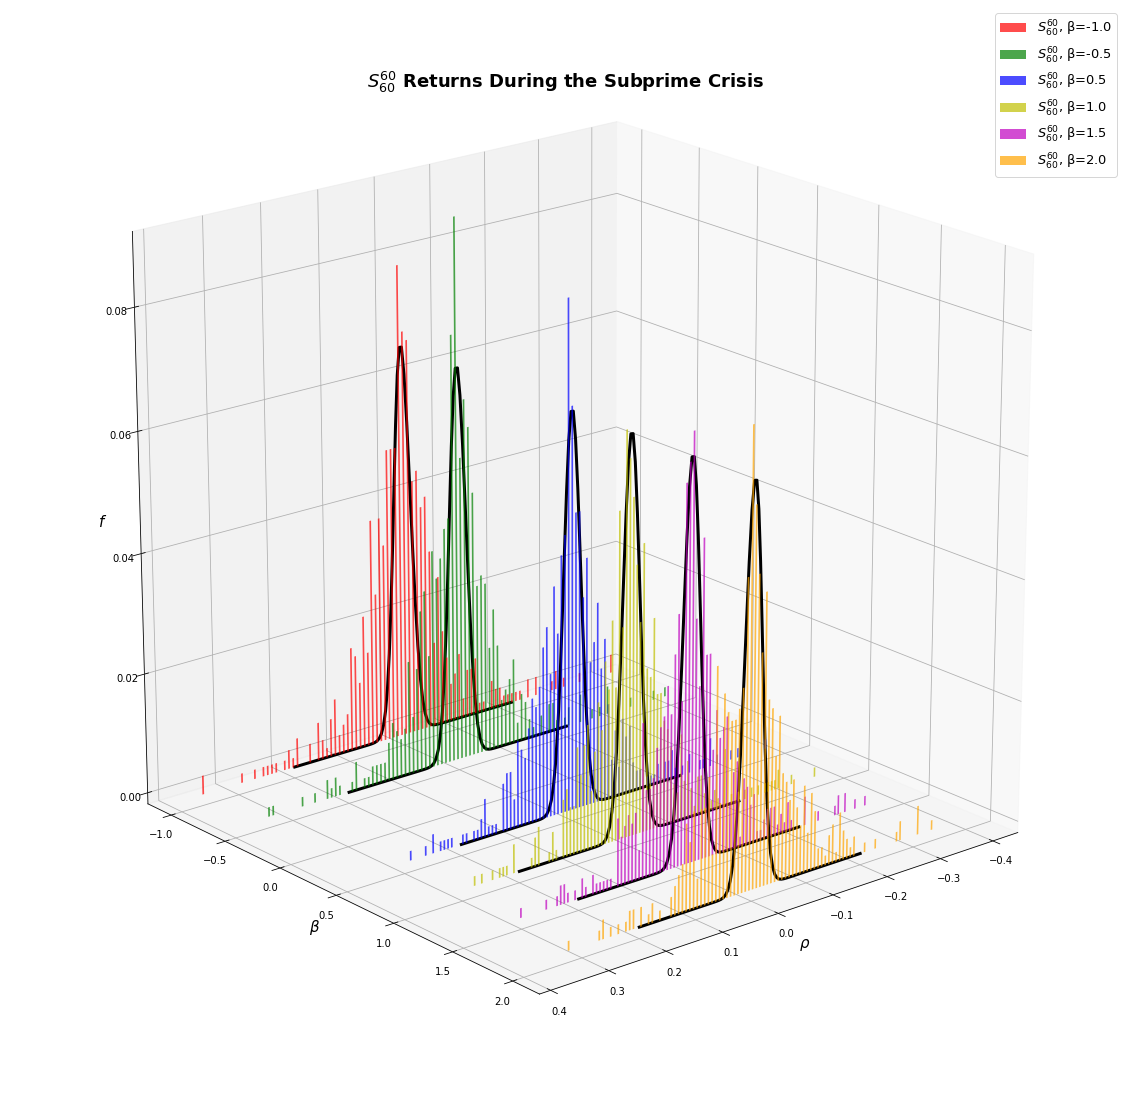 $S_{60}^{60}$ Returns During the Subprime Crisis
$S_{60}^{60}$, β=-1.0
$S_{60}^{60}$, β=-0.5
$S_{60}^{60}$, β=0.5
$S_{60}^{60}$, β=1.0
$S_{60}^{60}$, β=1.5
$S_{60}^{60}$, β=2.0
0.08
0.06
f
0.04
0.02
0.00
−1.0
−0.5
0.0
0.5
1.0
1.5
2.0
β
0.4
0.3
0.2
0.1
0.0
−0.1
−0.2
−0.3
−0.4
ρ